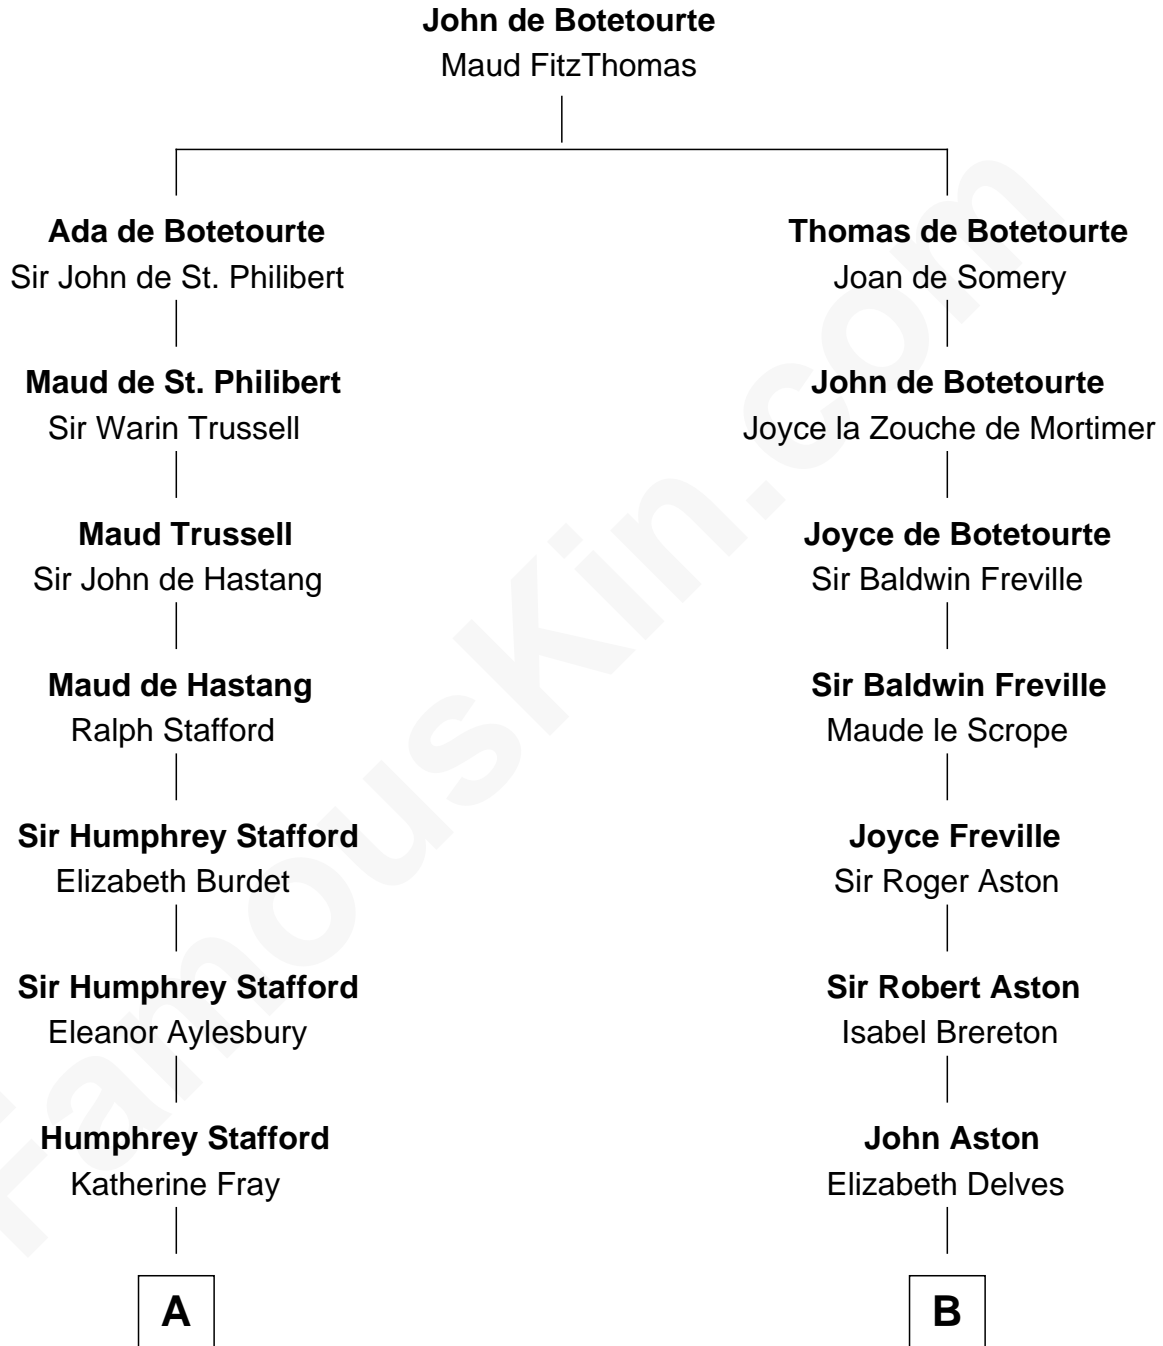 John de Botetourte
Maud FitzThomas
Ada de Botetourte
Sir John de St. Philibert
Thomas de Botetourte
Joan de Somery
Maud de St. Philibert
Sir Warin Trussell
John de Botetourte
Joyce la Zouche de Mortimer
Maud Trussell
Sir John de Hastang
Joyce de Botetourte
Sir Baldwin Freville
Maud de Hastang
Ralph Stafford
Sir Baldwin Freville
Maude le Scrope
Sir Humphrey Stafford
Elizabeth Burdet
Joyce Freville
Sir Roger Aston
Sir Humphrey Stafford
Eleanor Aylesbury
Sir Robert Aston
Isabel Brereton
Humphrey Stafford
Katherine Fray
John Aston
Elizabeth Delves
A
B
FamousKin.com